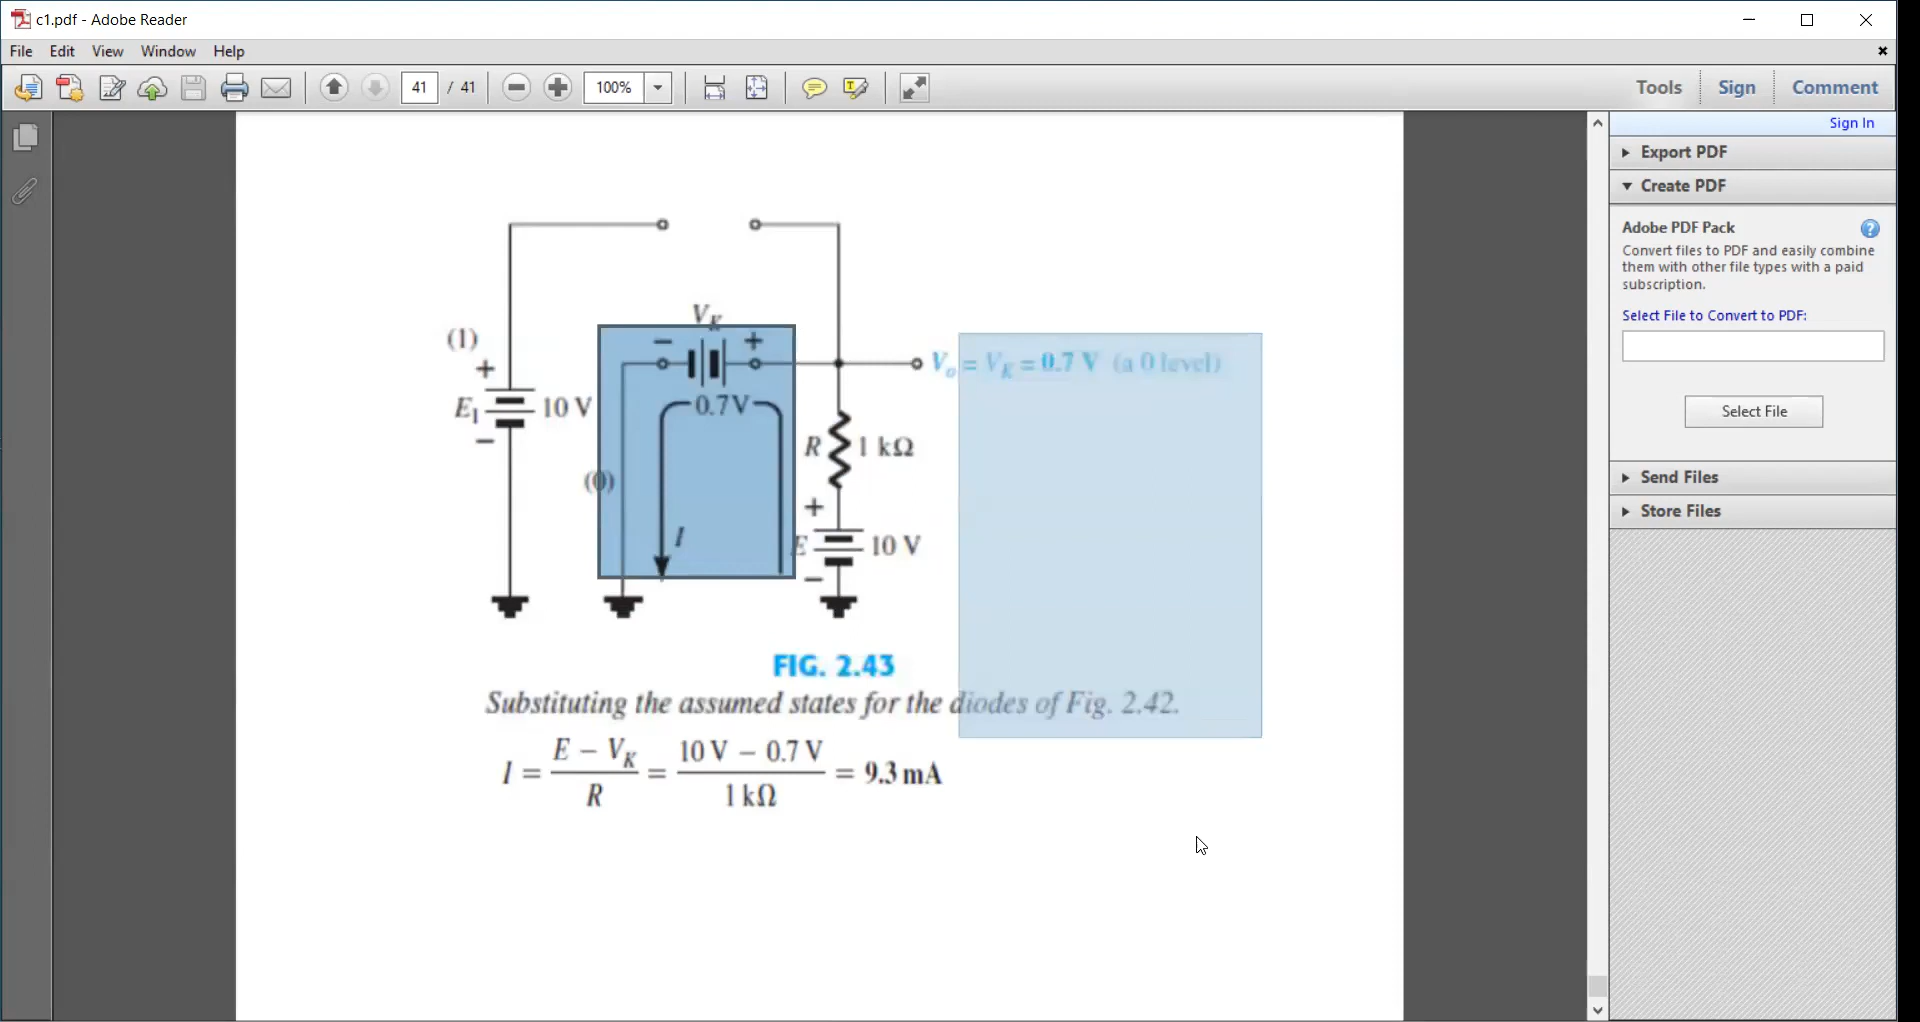 c1.pdf - Adobe Reader
File Edit View Window Help
41 / 41 100% Tools Sign Comment
Sign In
Export PDF
Create PDF
Adobe PDF Pack
Convert files to PDF and easily combine
them with other file types with a paid
subscription.
Select File to Convert to PDF:
Select File
Send Files
Store Files
(1)
+
E₁ 10 V
−
V_K
− +
0.7 V
(0)
I
V_o = V_K = 0.7 V (a 0 level)
R 1 kΩ
+
E 10 V
−
FIG. 2.43
Substituting the assumed states for the diodes of Fig. 2.42.
I = (E − V_K) / R = (10 V − 0.7 V) / 1 kΩ = 9.3 mA